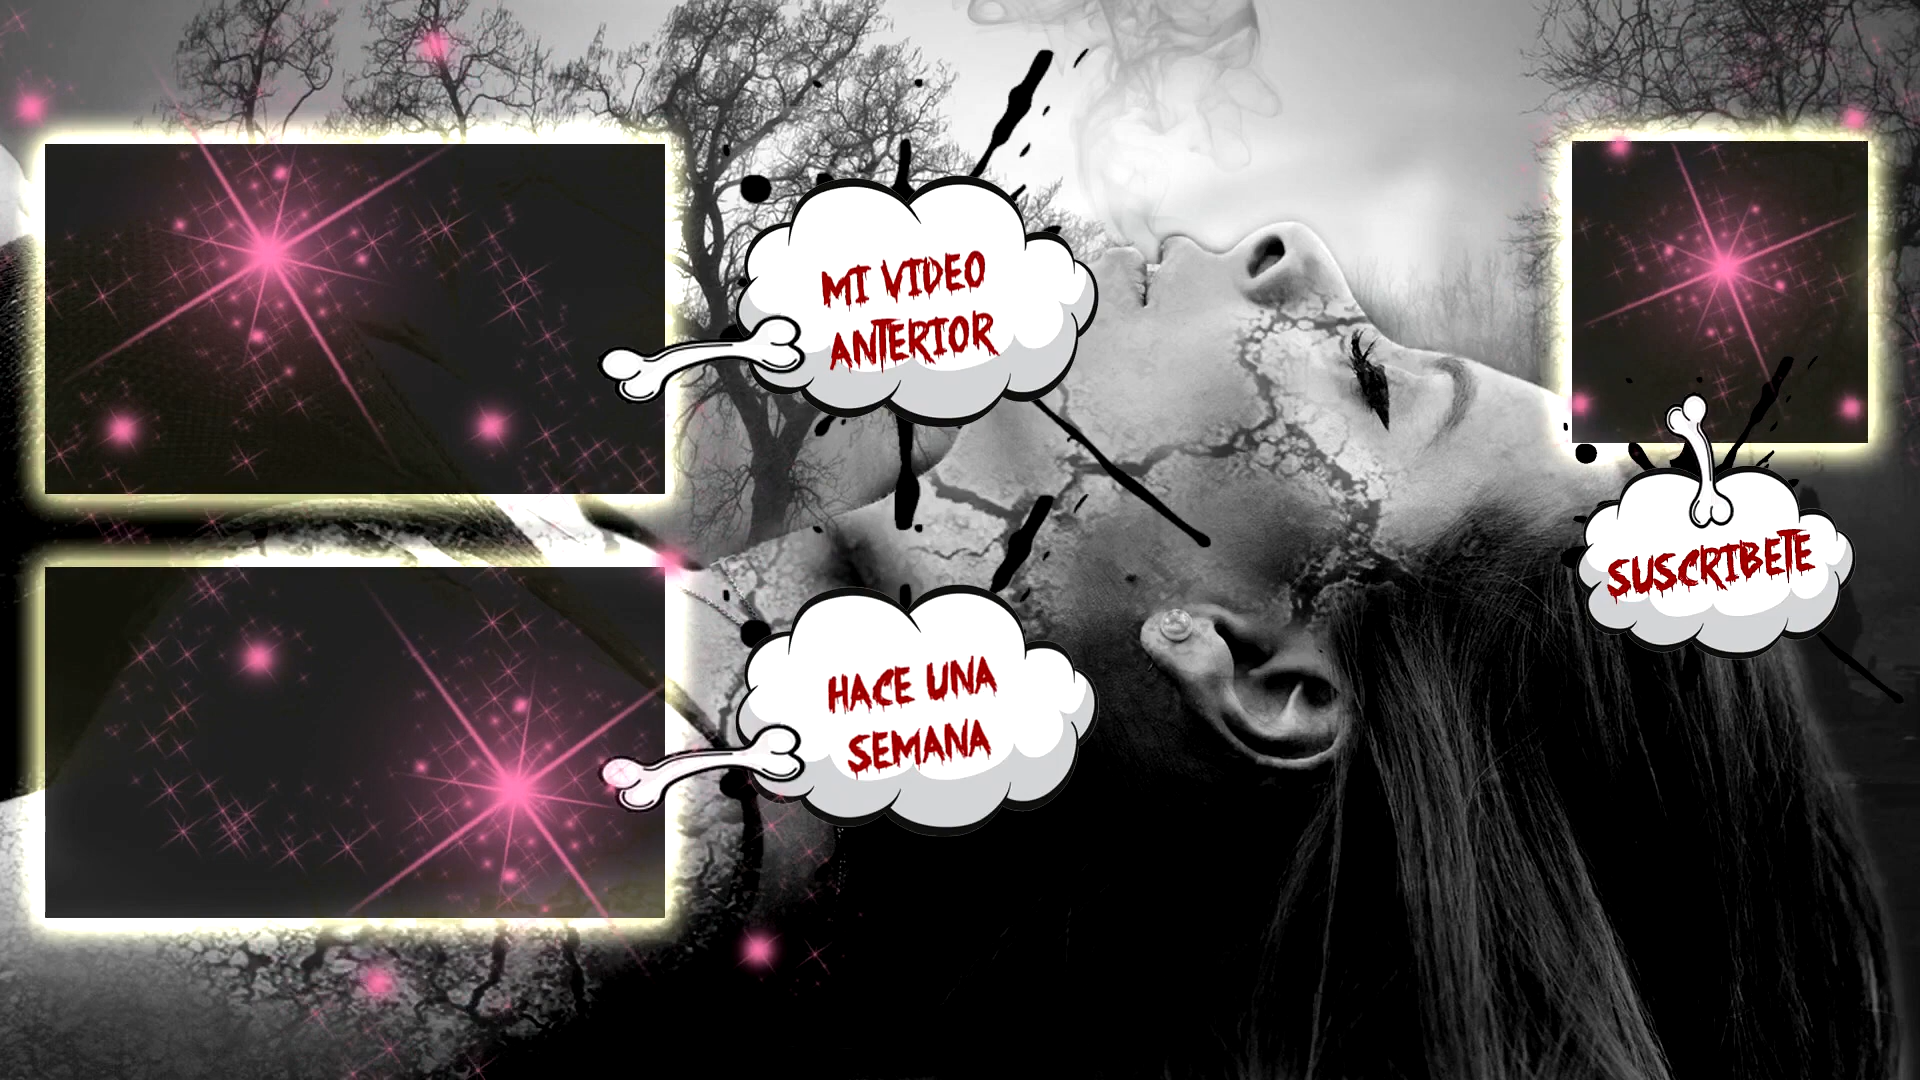 MI VIDEO
ANTERIOR
SUSCRIBETE
HACE UNA
SEMANA